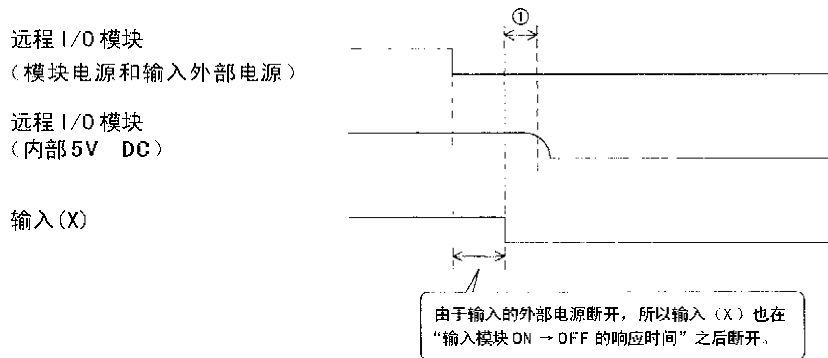 ①
远程 I/O 模块
（模块电源和输入外部电源）
远程 I/O 模块
（内部5V DC）
输入(X)
由于输入的外部电源断开，所以输入（X）也在
“输入模块 ON → OFF 的响应时间”之后断开。